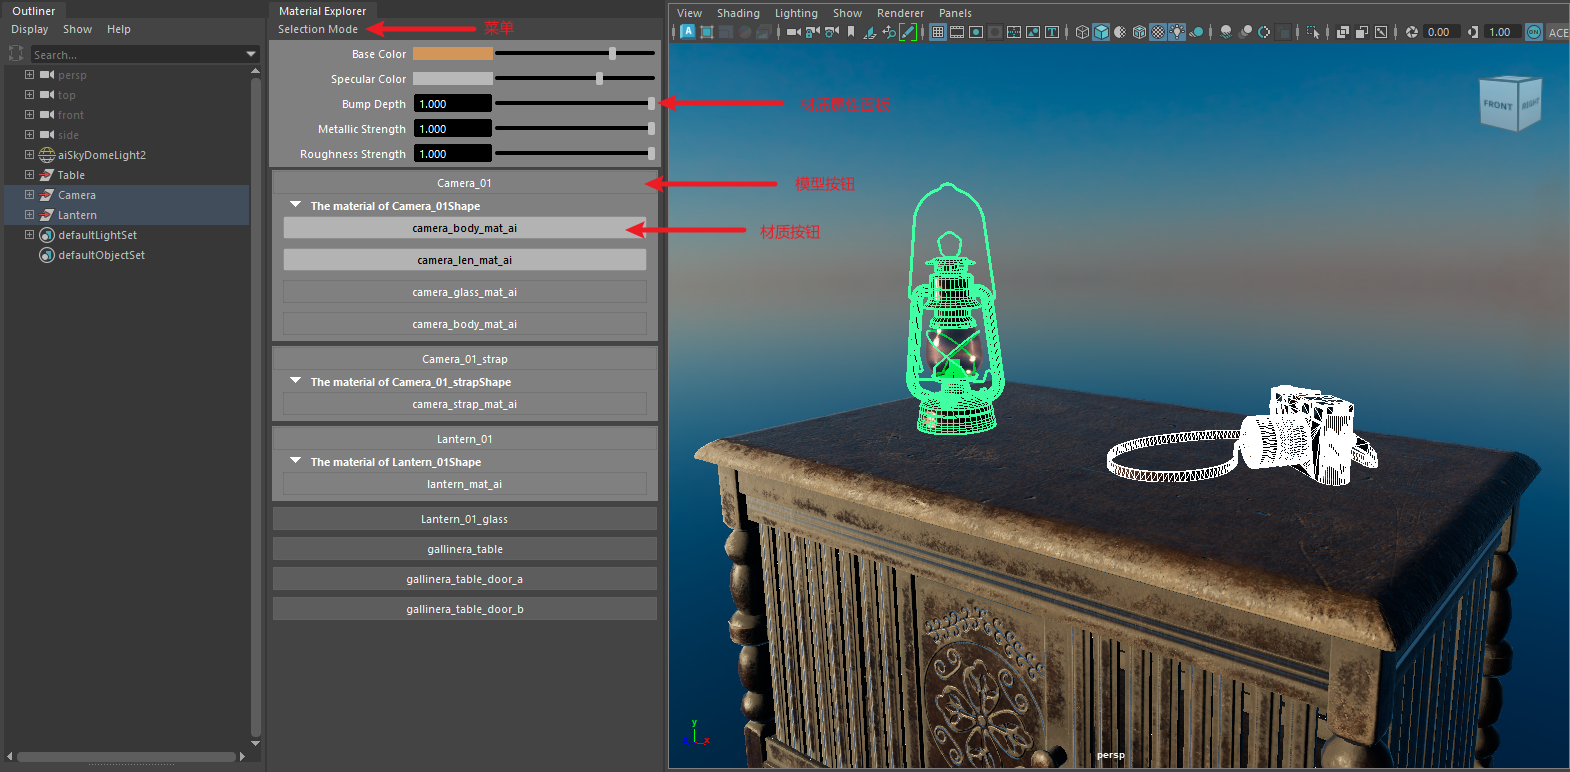 Outliner
Display Show Help
Search...
persp
top
front
side
aiSkyDomeLight2
Table
Camera
Lantern
defaultLightSet
defaultObjectSet
Material Explorer
Selection Mode
菜单
Base Color
Specular Color
Bump Depth 1.000
材质属性面板
Metallic Strength 1.000
Roughness Strength 1.000
Camera_01
模型按钮
The material of Camera_01Shape
camera_body_mat_ai
材质按钮
camera_len_mat_ai
camera_glass_mat_ai
camera_body_mat_ai
Camera_01_strap
The material of Camera_01_strapShape
camera_strap_mat_ai
Lantern_01
The material of Lantern_01Shape
lantern_mat_ai
Lantern_01_glass
gallinera_table
gallinera_table_door_a
gallinera_table_door_b
View Shading Lighting Show Renderer Panels
0.00 1.00 ON ACE
FRONT RIGHT
y
x
persp